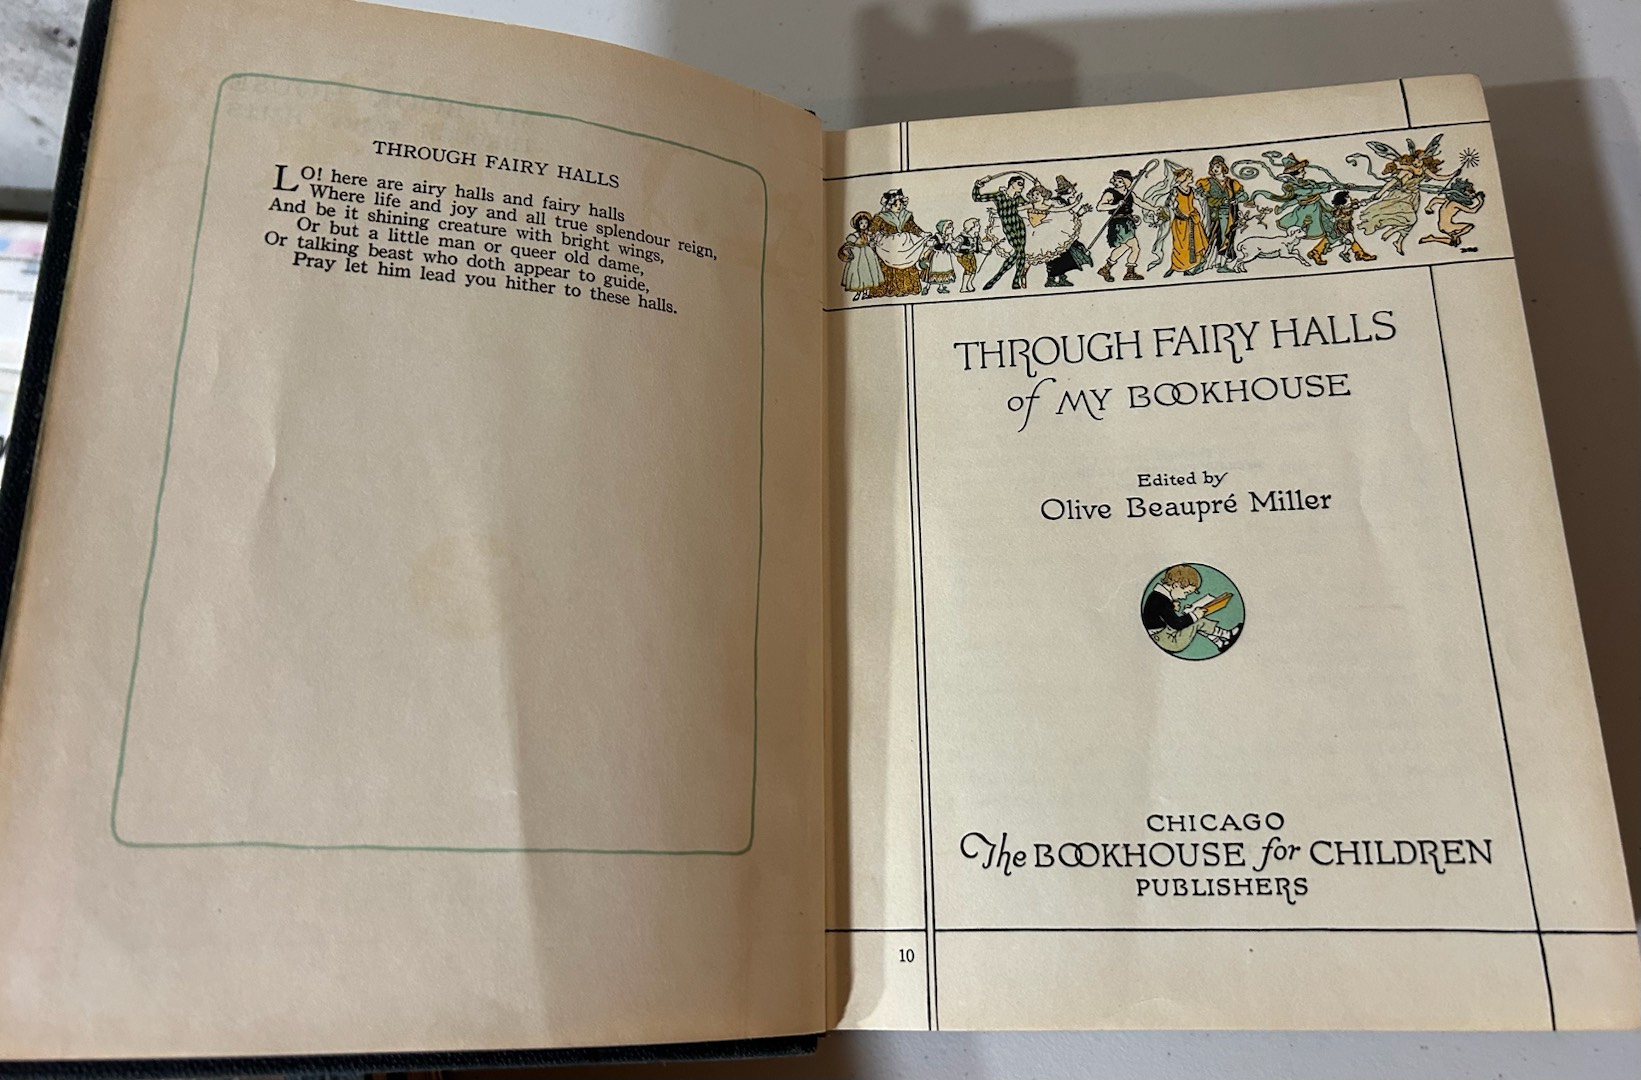 THROUGH FAIRY HALLS
LO! here are airy halls and fairy halls
Where life and joy and all true splendour reign,
And be it shining creature with bright wings,
Or but a little man or queer old dame,
Or talking beast who doth appear to guide,
Pray let him lead you hither to these halls.
THROUGH FAIRY HALLS
of MY BOOKHOUSE
Edited by
Olive Beaupré Miller
CHICAGO
The BOOKHOUSE for CHILDREN
PUBLISHERS
10